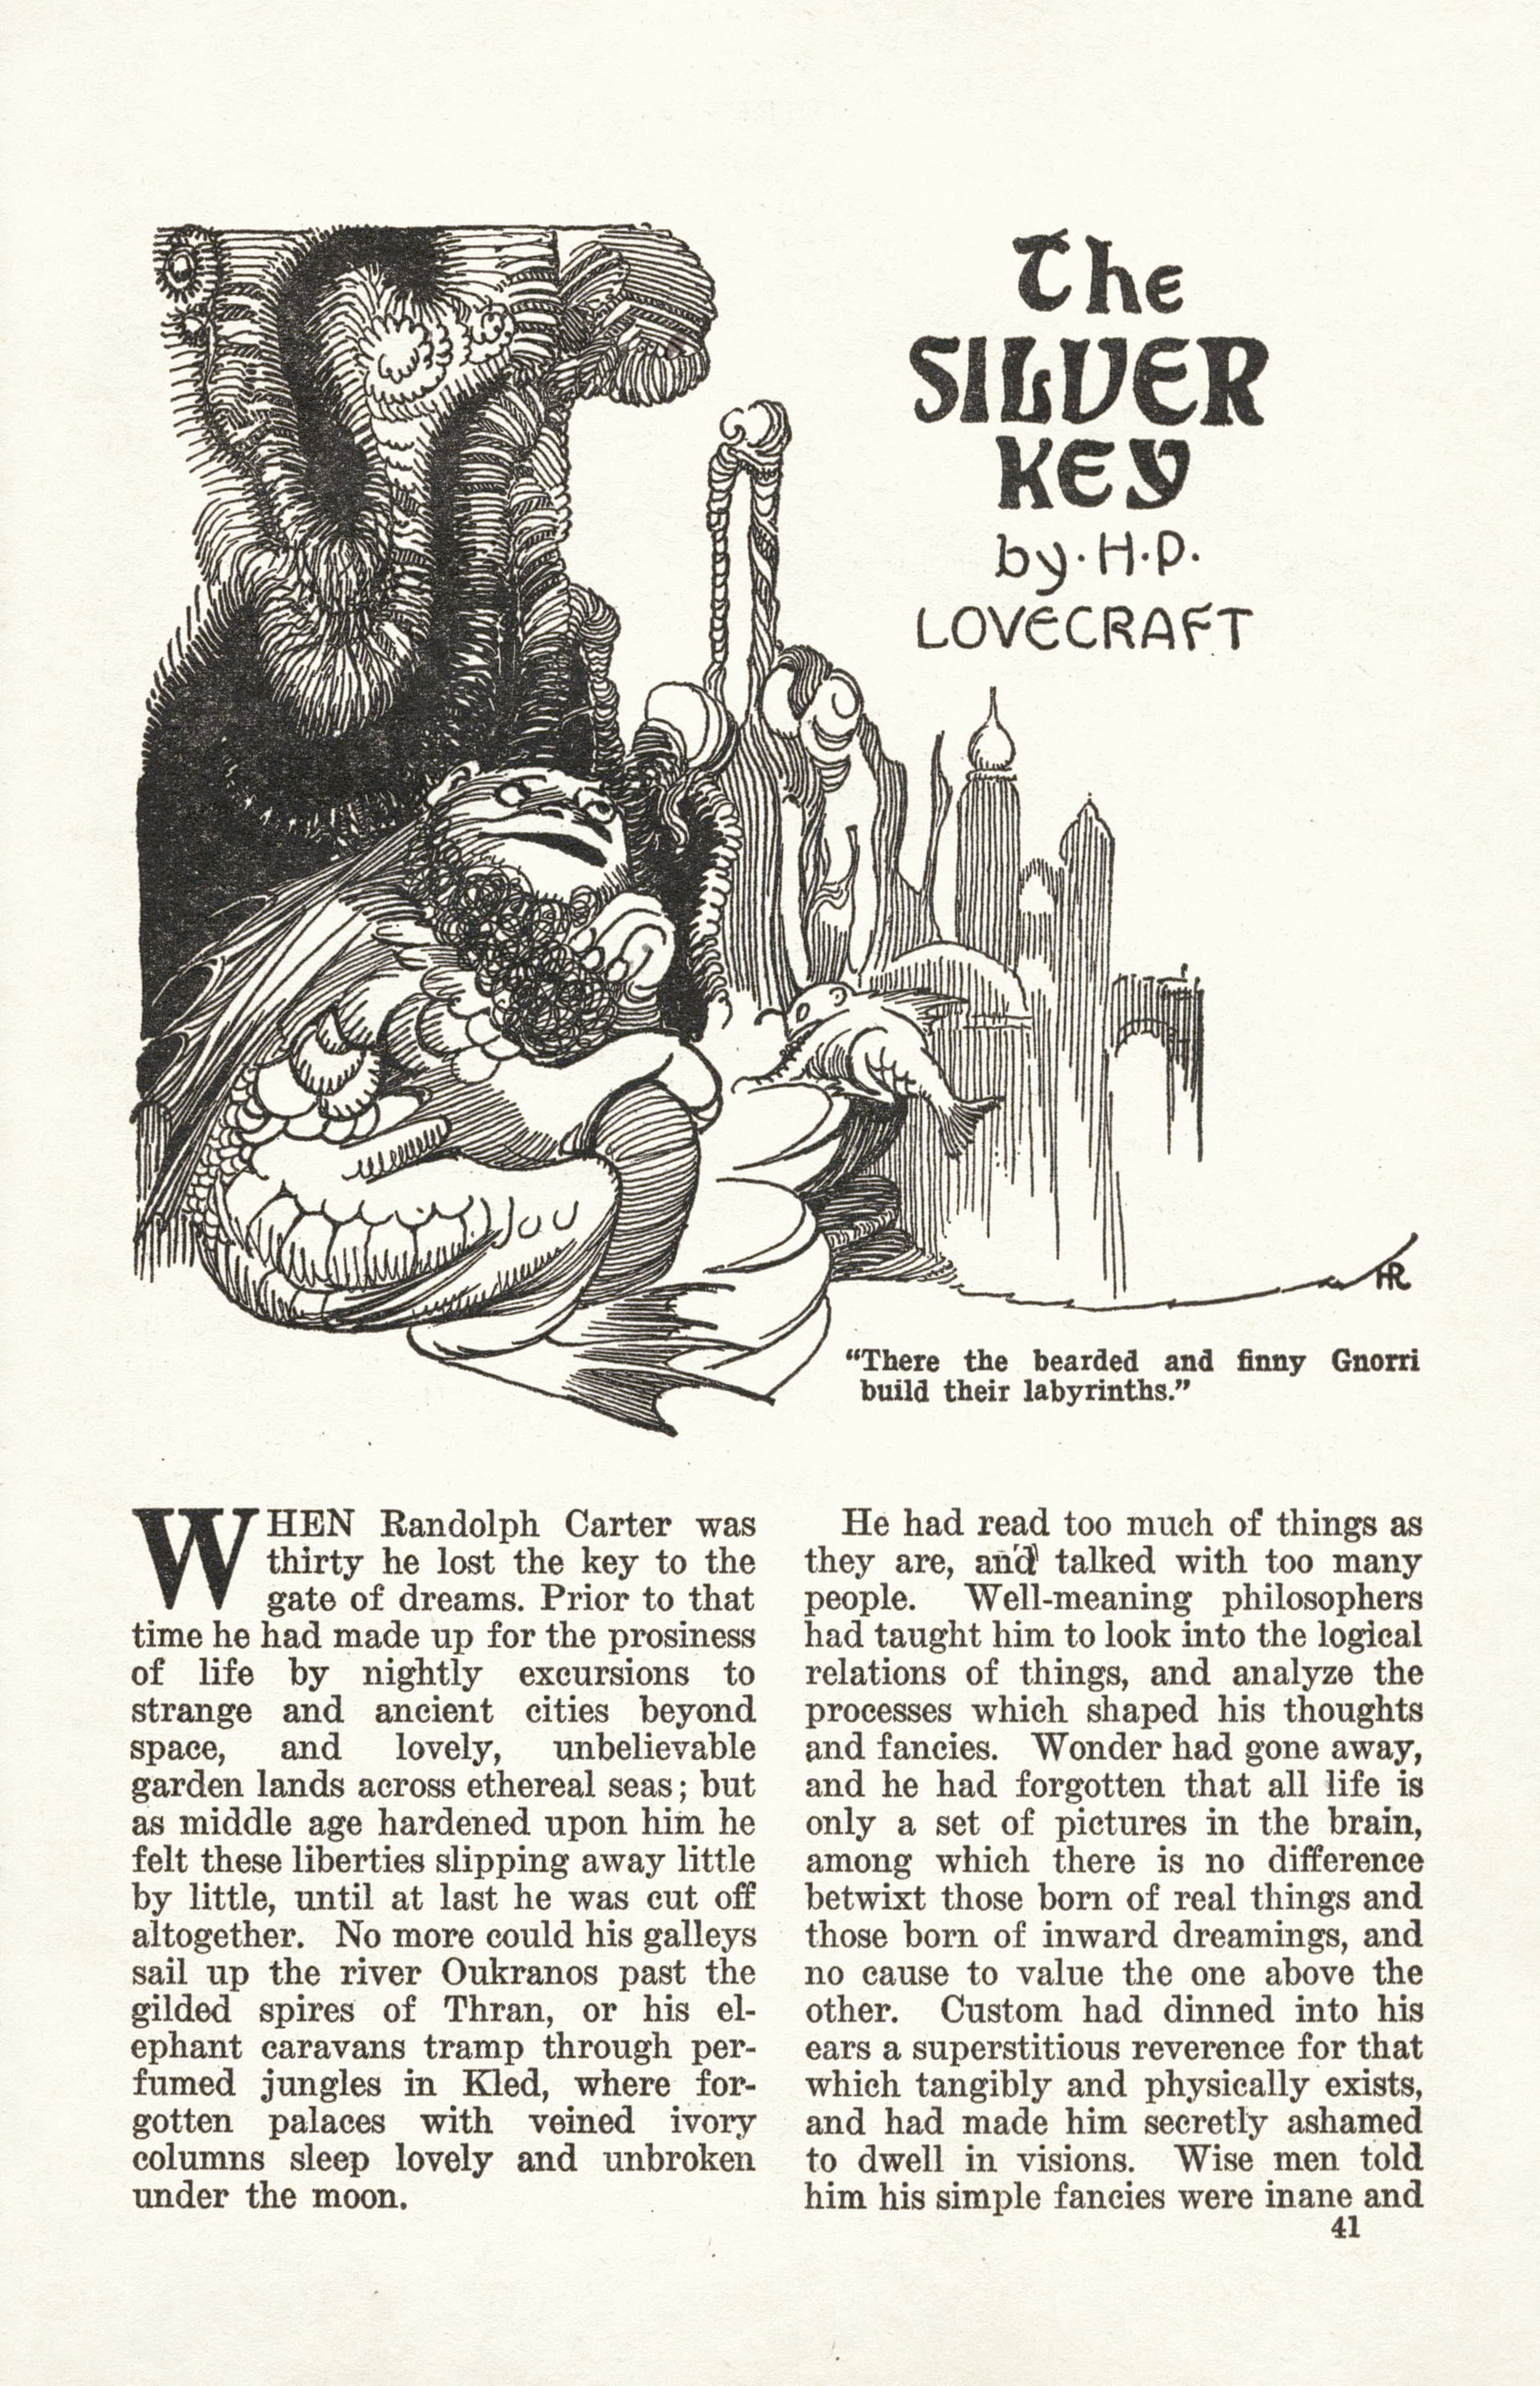 The
SILVER
KEY
by·H·P·
LOVECRAFT
HR
“There the bearded and finny Gnorri
build their labyrinths.”
WHEN Randolph Carter was
thirty he lost the key to the
gate of dreams. Prior to that
time he had made up for the prosiness
of life by nightly excursions to
strange and ancient cities beyond
space, and lovely, unbelievable
garden lands across ethereal seas; but
as middle age hardened upon him he
felt these liberties slipping away little
by little, until at last he was cut off
altogether. No more could his galleys
sail up the river Oukranos past the
gilded spires of Thran, or his el-
ephant caravans tramp through per-
fumed jungles in Kled, where for-
gotten palaces with veined ivory
columns sleep lovely and unbroken
under the moon.
He had read too much of things as
they are, and talked with too many
people. Well-meaning philosophers
had taught him to look into the logical
relations of things, and analyze the
processes which shaped his thoughts
and fancies. Wonder had gone away,
and he had forgotten that all life is
only a set of pictures in the brain,
among which there is no difference
betwixt those born of real things and
those born of inward dreamings, and
no cause to value the one above the
other. Custom had dinned into his
ears a superstitious reverence for that
which tangibly and physically exists,
and had made him secretly ashamed
to dwell in visions. Wise men told
him his simple fancies were inane and
41